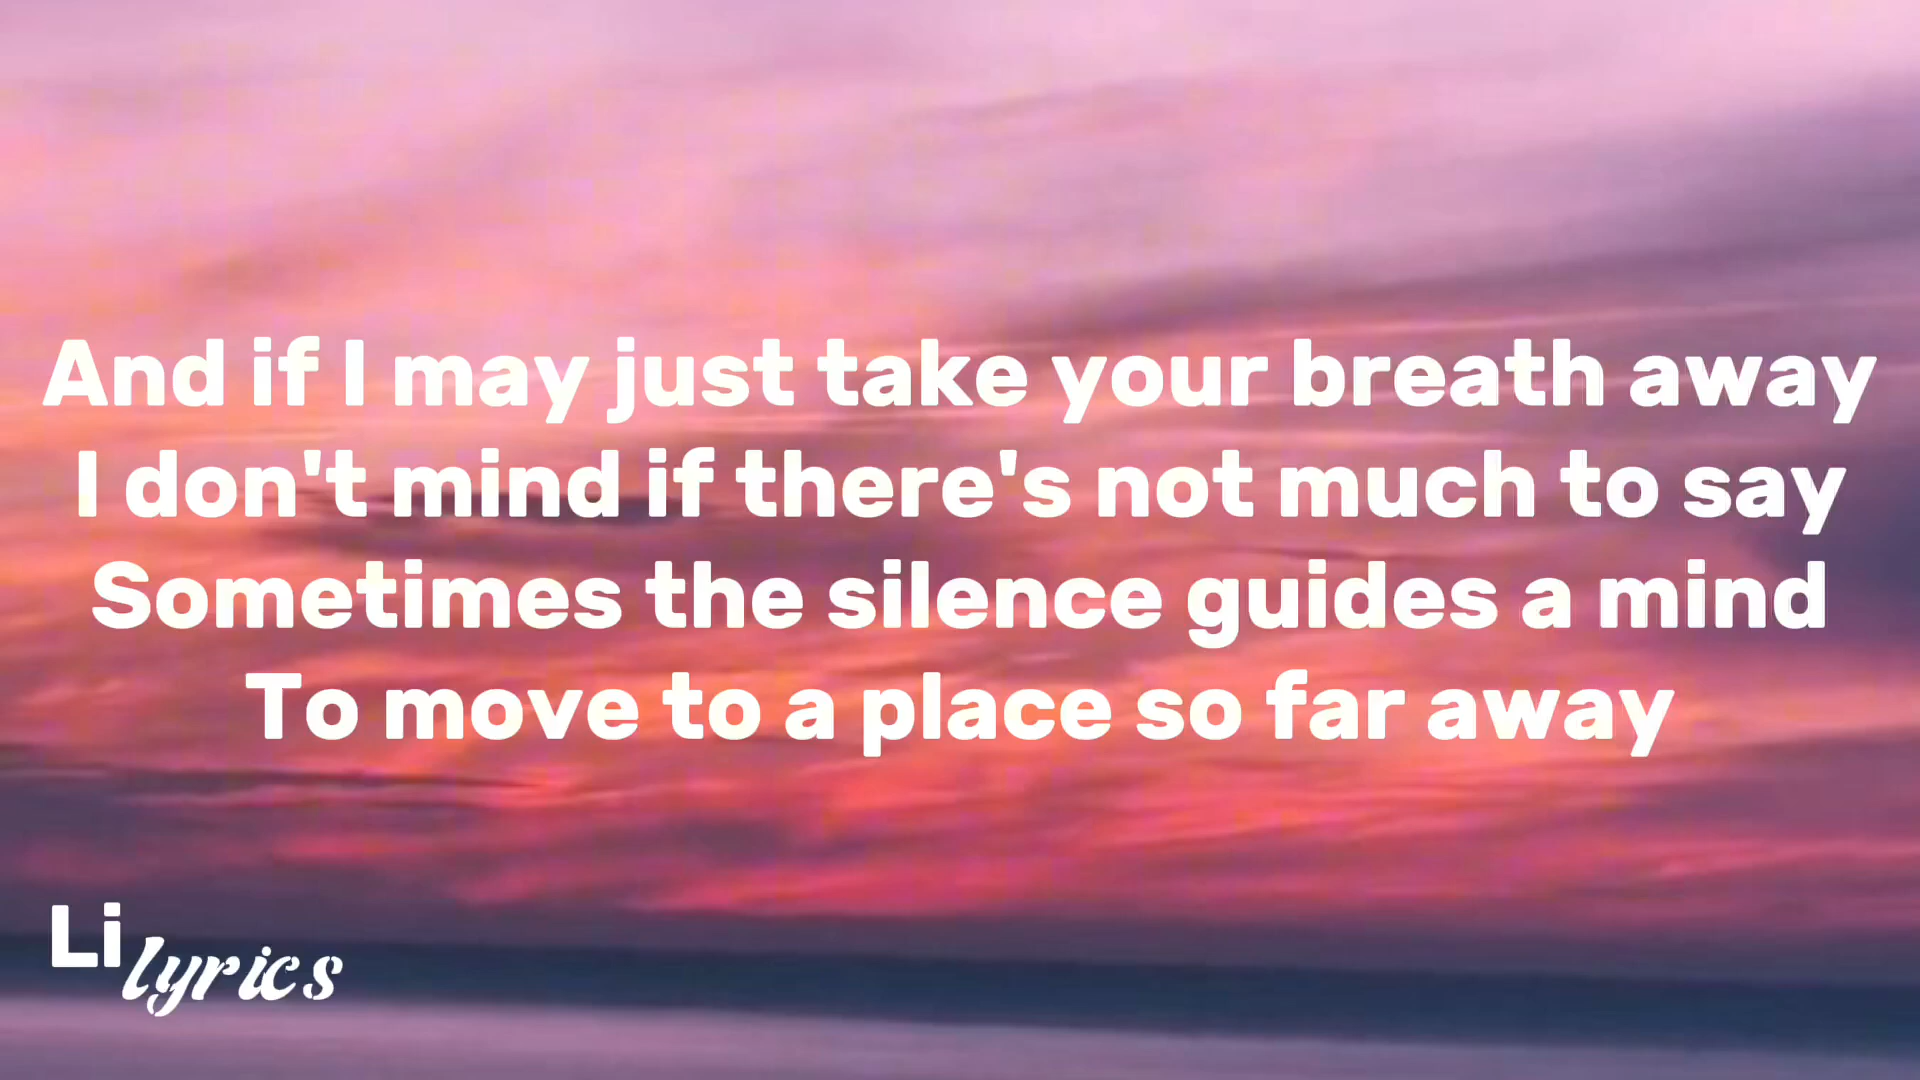 And if I may just take your breath away
I don't mind if there's not much to say
Sometimes the silence guides a mind
To move to a place so far away
Li lyrics